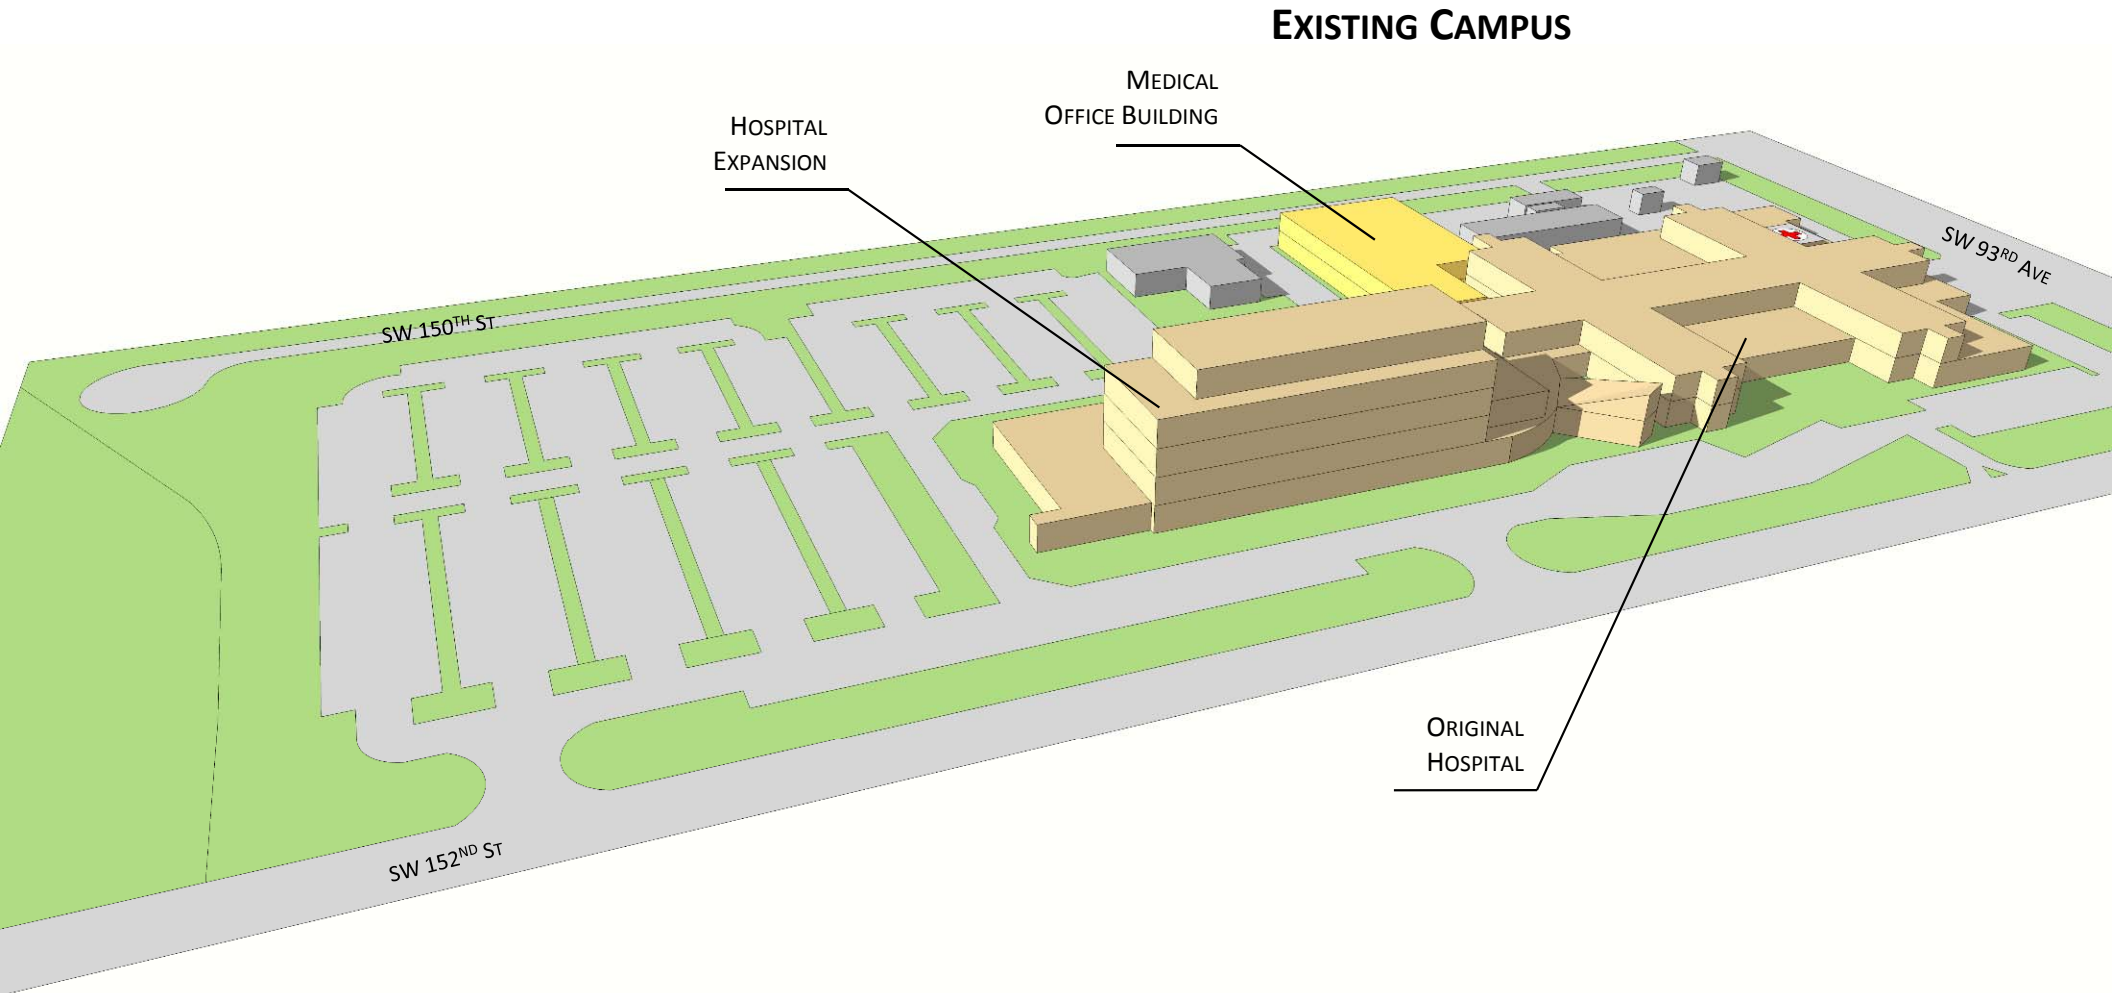 EXISTING CAMPUS
MEDICAL
OFFICE BUILDING
HOSPITAL
EXPANSION
SW 93RD AVE
SW 150TH ST
ORIGINAL
HOSPITAL
SW 152ND ST